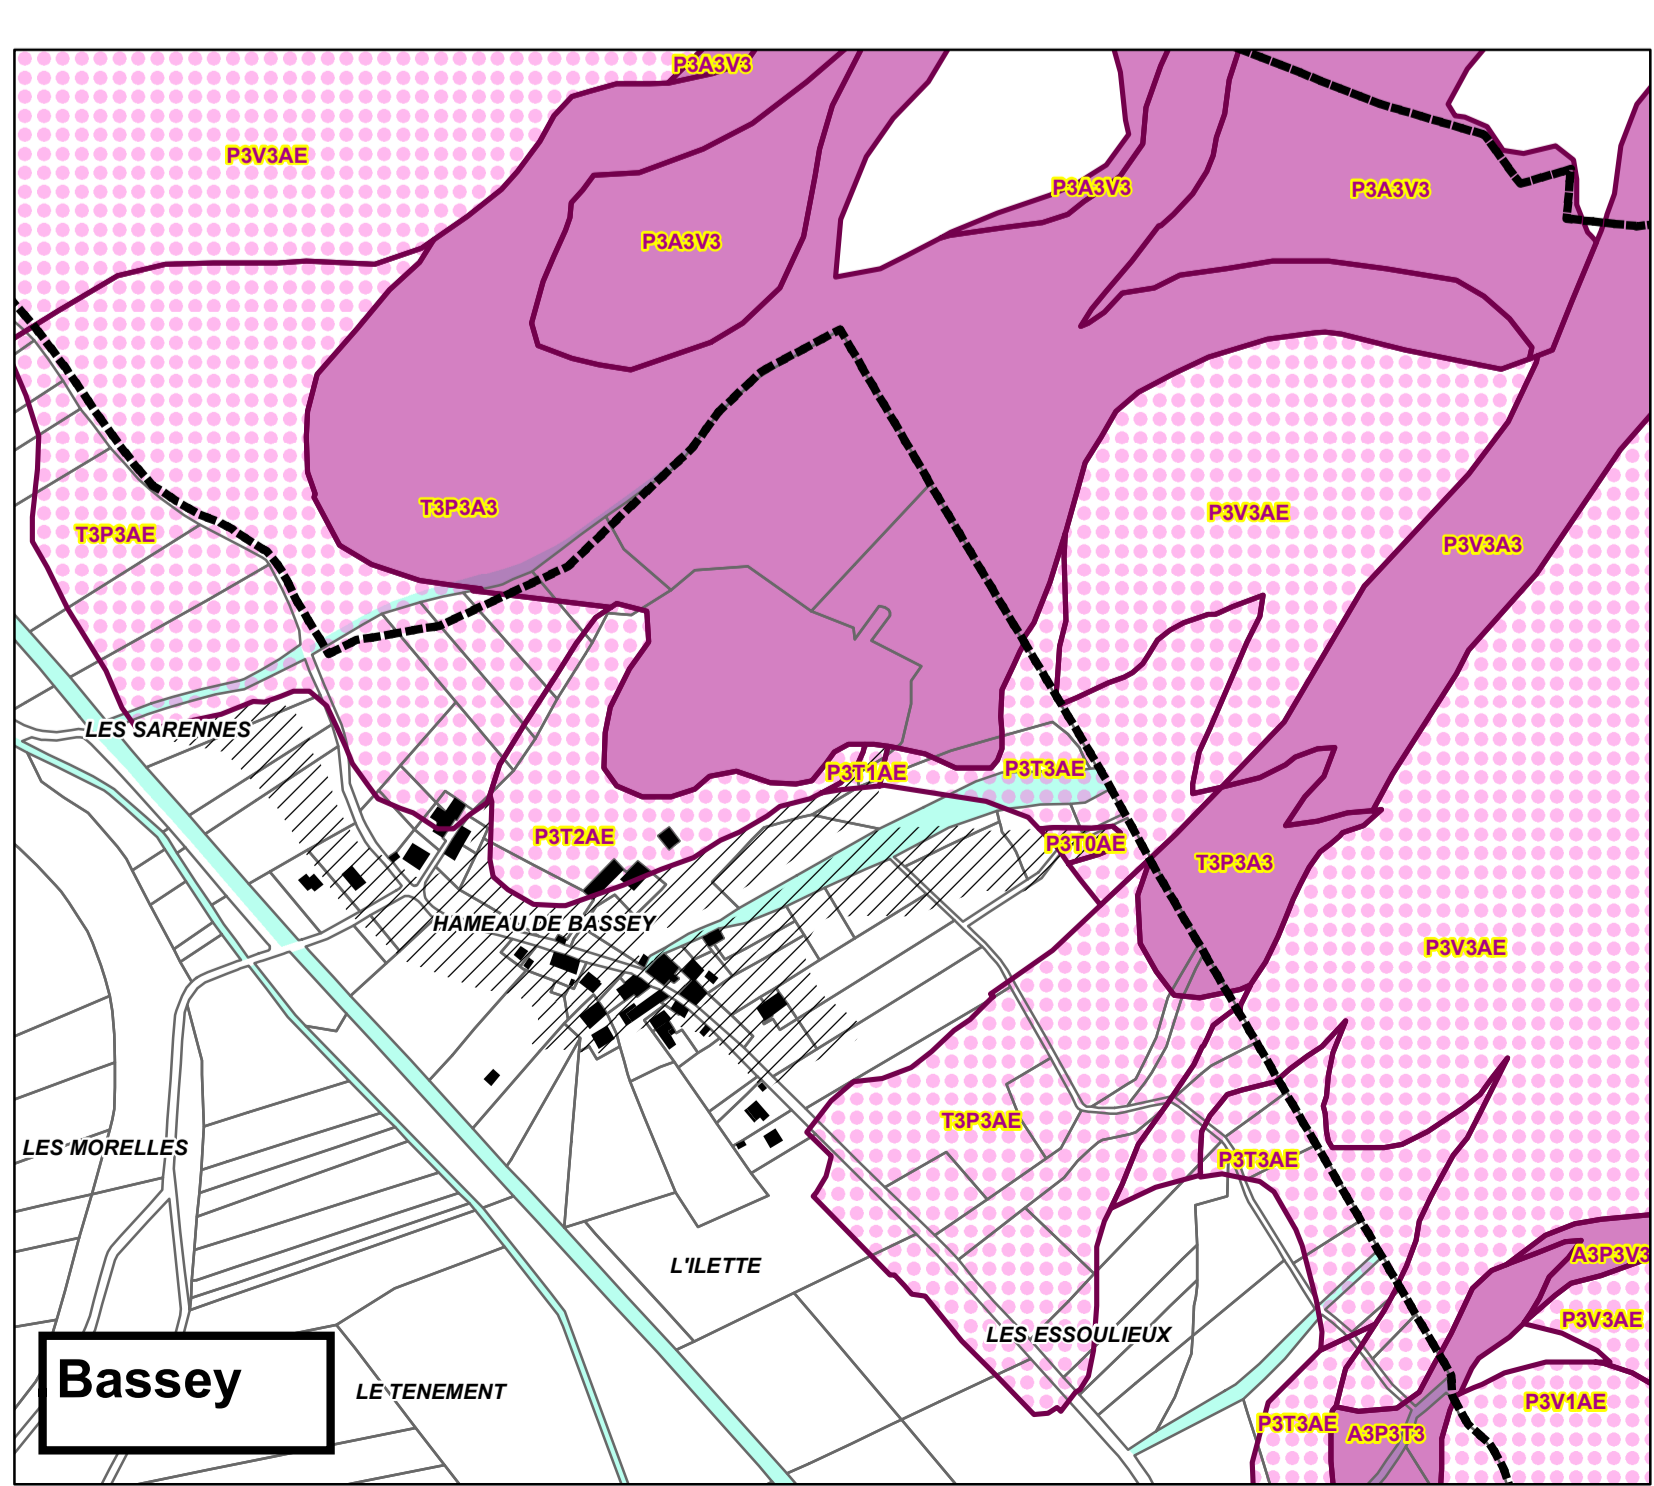 P3A3V3
P3V3AE
P3A3V3
P3A3V3
P3A3V3
T3P3A3
T3P3AE
P3V3AE
P3V3A3
LES SARENNES
P3T1AE
P3T3AE
P3T2AE
P3T0AE
T3P3A3
HAMEAU DE BASSEY
P3V3AE
T3P3AE
LES MORELLES
P3T3AE
L'ILETTE
A3P3V3
P3V3AE
LES ESSOULIEUX
Bassey
LE TENEMENT
P3V1AE
P3T3AE
A3P3T3